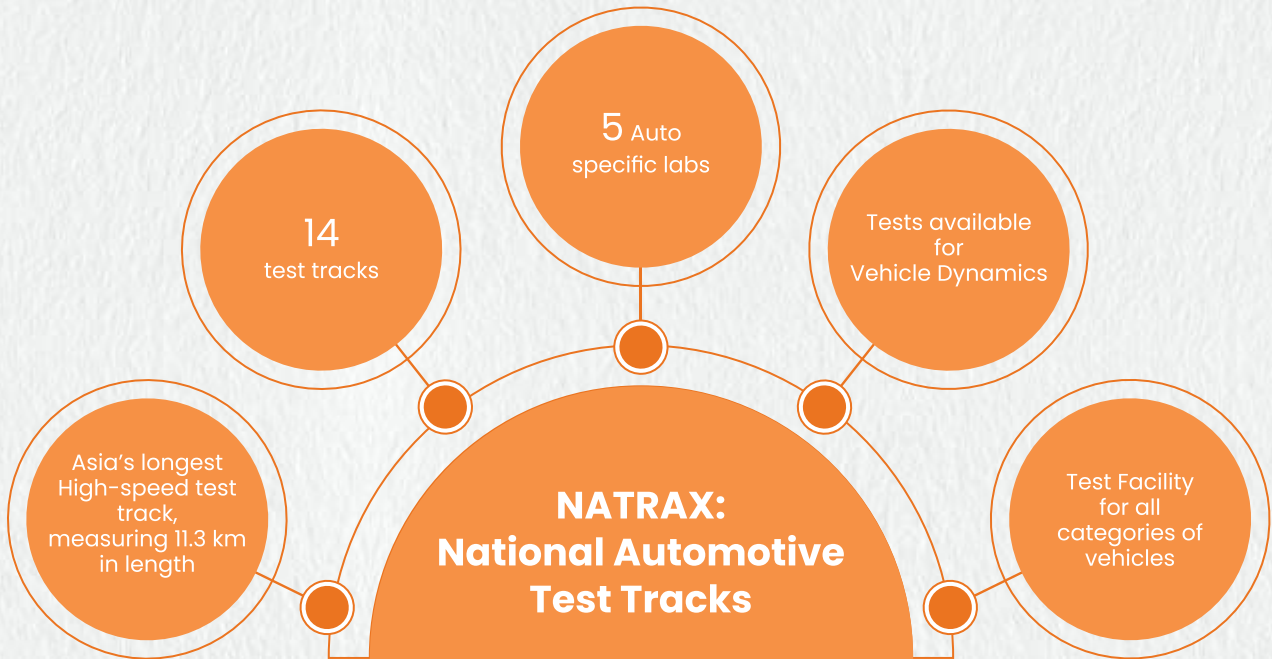 Asia's longest
High-speed test
track,
measuring 11.3 km
in length
14
test tracks
5 Auto
specific labs
Tests available
for
Vehicle Dynamics
Test Facility
for all
categories of
vehicles
NATRAX:
National Automotive
Test Tracks